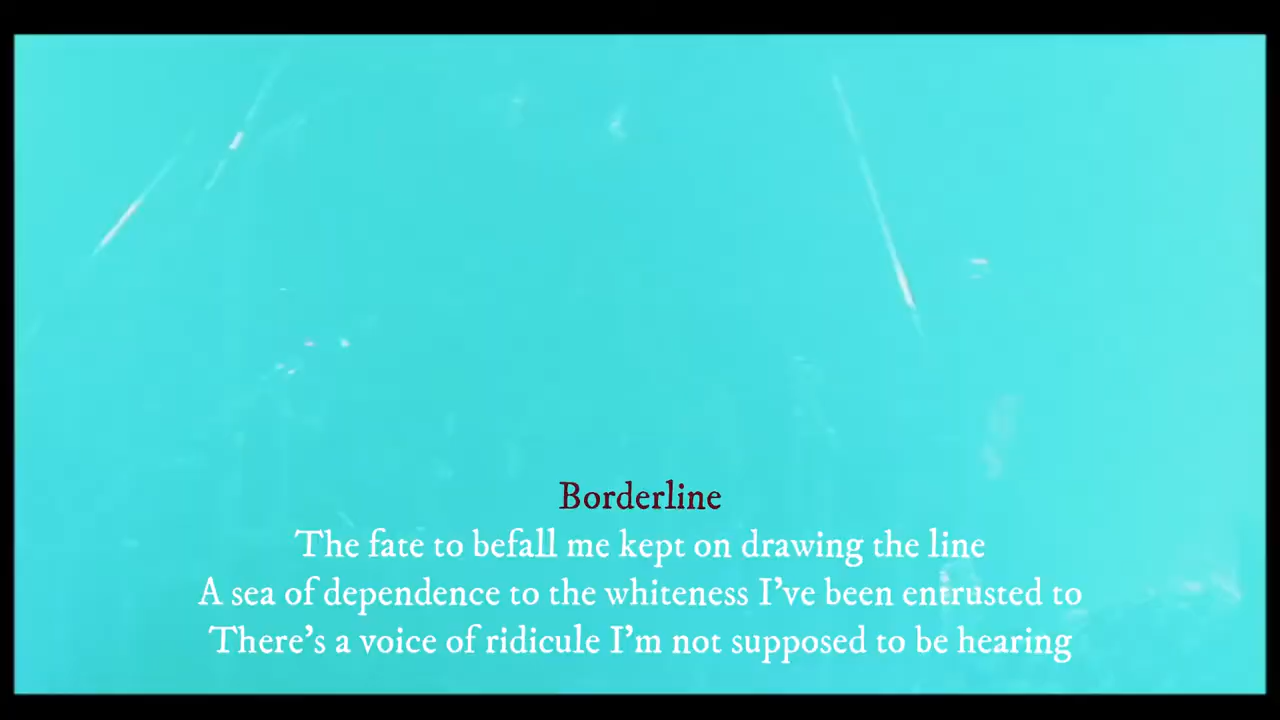 Borderline
The fate to befall me kept on drawing the line
A sea of dependence to the whiteness I've been entrusted to
There's a voice of ridicule I'm not supposed to be hearing